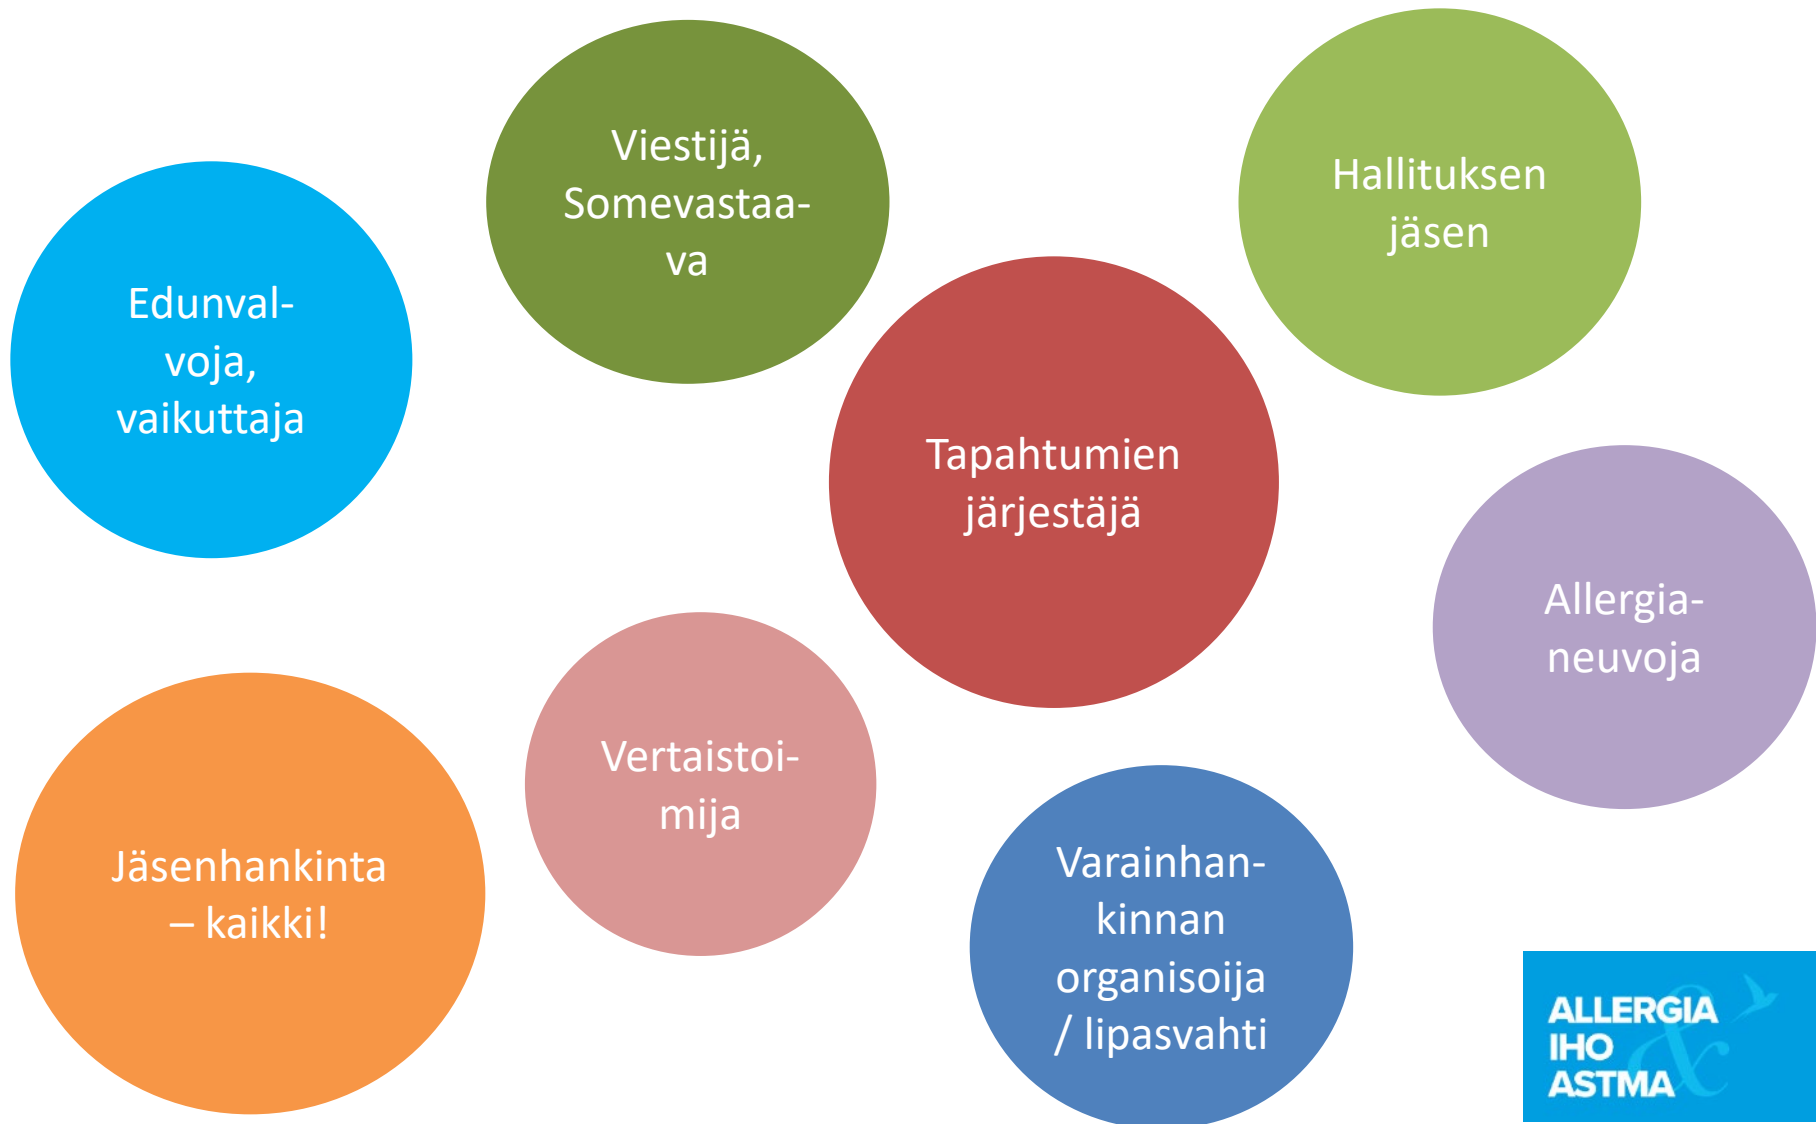 Viestijä,
Somevastaa-
va
Hallituksen
jäsen
Edunval-
voja,
vaikuttaja
Tapahtumien
järjestäjä
Allergia-
neuvoja
Vertaistoi-
mija
Jäsenhankinta
– kaikki!
Varainhan-
kinnan
organisoija
/ lipasvahti
ALLERGIA
IHO
ASTMA
&